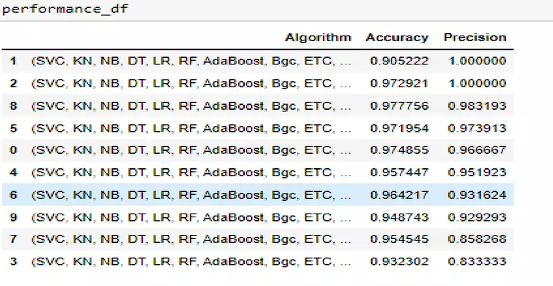 performance_df
Algorithm Accuracy Precision
1 (SVC, KN, NB, DT, LR, RF, AdaBoost, Bgc, ETC, ... 0.905222 1.000000
2 (SVC, KN, NB, DT, LR, RF, AdaBoost, Bgc, ETC, ... 0.972921 1.000000
8 (SVC, KN, NB, DT, LR, RF, AdaBoost, Bgc, ETC, ... 0.977756 0.983193
5 (SVC, KN, NB, DT, LR, RF, AdaBoost, Bgc, ETC, ... 0.971954 0.973913
0 (SVC, KN, NB, DT, LR, RF, AdaBoost, Bgc, ETC, ... 0.974855 0.966667
4 (SVC, KN, NB, DT, LR, RF, AdaBoost, Bgc, ETC, ... 0.957447 0.951923
6 (SVC, KN, NB, DT, LR, RF, AdaBoost, Bgc, ETC, ... 0.964217 0.931624
9 (SVC, KN, NB, DT, LR, RF, AdaBoost, Bgc, ETC, ... 0.948743 0.929293
7 (SVC, KN, NB, DT, LR, RF, AdaBoost, Bgc, ETC, ... 0.954545 0.858268
3 (SVC, KN, NB, DT, LR, RF, AdaBoost, Bgc, ETC, ... 0.932302 0.833333